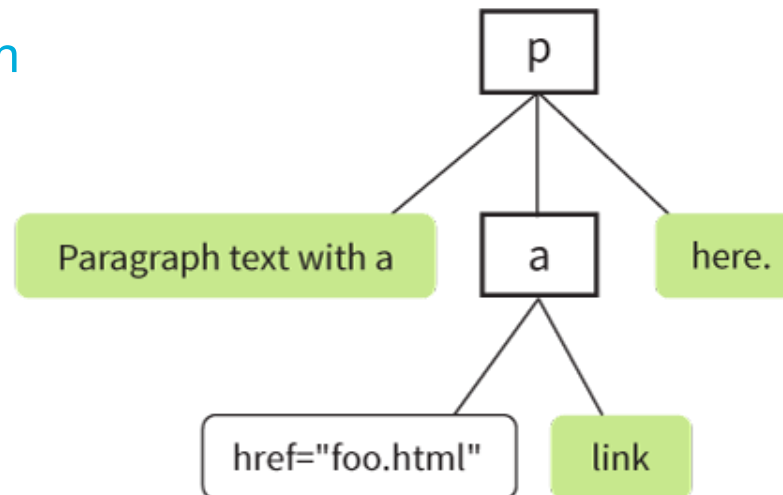 n
p
Paragraph text with a
a
here.
href="foo.html"
link